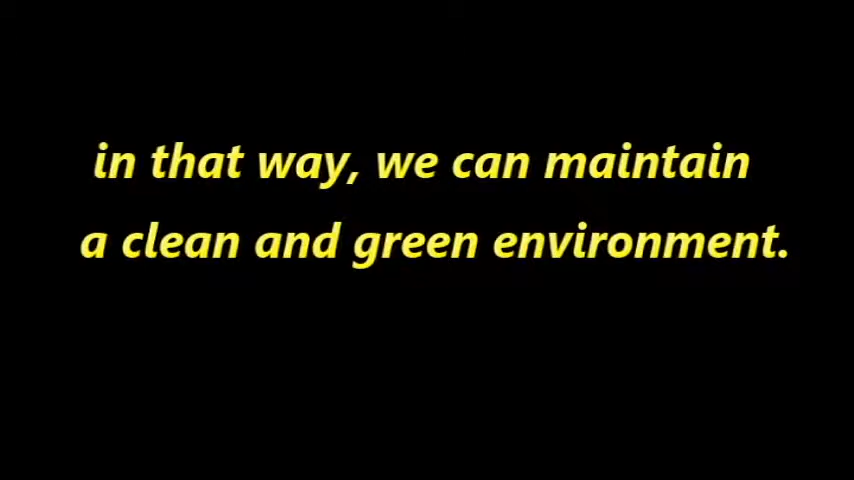 in that way, we can maintain
a clean and green environment.